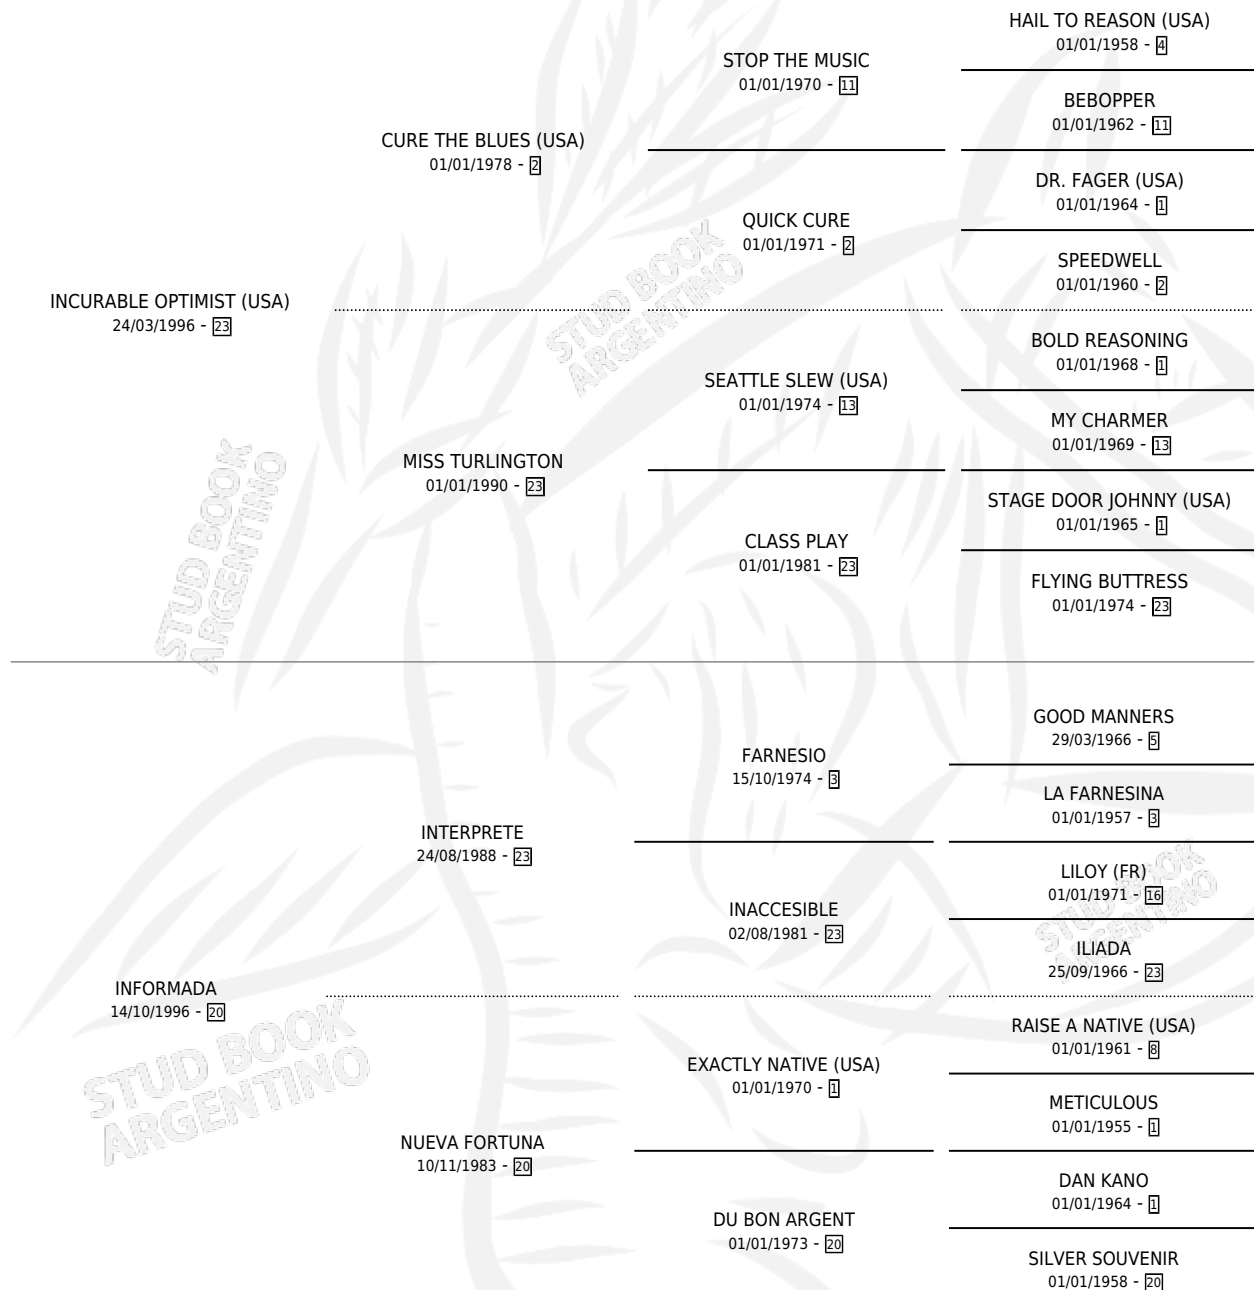 HAIL TO REASON (USA)
01/01/1958 - 4
STOP THE MUSIC
01/01/1970 - 11
BEBOPPER
01/01/1962 - 11
CURE THE BLUES (USA)
01/01/1978 - 2
DR. FAGER (USA)
01/01/1964 - 1
QUICK CURE
01/01/1971 - 2
SPEEDWELL
01/01/1960 - 2
INCURABLE OPTIMIST (USA)
24/03/1996 - 23
BOLD REASONING
01/01/1968 - 1
SEATTLE SLEW (USA)
01/01/1974 - 13
MY CHARMER
01/01/1969 - 13
MISS TURLINGTON
01/01/1990 - 23
STAGE DOOR JOHNNY (USA)
01/01/1965 - 1
CLASS PLAY
01/01/1981 - 23
FLYING BUTTRESS
01/01/1974 - 23
GOOD MANNERS
29/03/1966 - 5
FARNESIO
15/10/1974 - 3
LA FARNESINA
01/01/1957 - 3
INTERPRETE
24/08/1988 - 23
LILOY (FR)
01/01/1971 - 16
INACCESIBLE
02/08/1981 - 23
ILIADA
25/09/1966 - 23
INFORMADA
14/10/1996 - 20
RAISE A NATIVE (USA)
01/01/1961 - 8
EXACTLY NATIVE (USA)
01/01/1970 - 1
METICULOUS
01/01/1955 - 1
NUEVA FORTUNA
10/11/1983 - 20
DAN KANO
01/01/1964 - 1
DU BON ARGENT
01/01/1973 - 20
SILVER SOUVENIR
01/01/1958 - 20
STUD BOOK
ARGENTINO
STUD BOOK
ARGENTINO
STUD BOOK
ARGENTINO
STUD BOOK
ARGENTINO